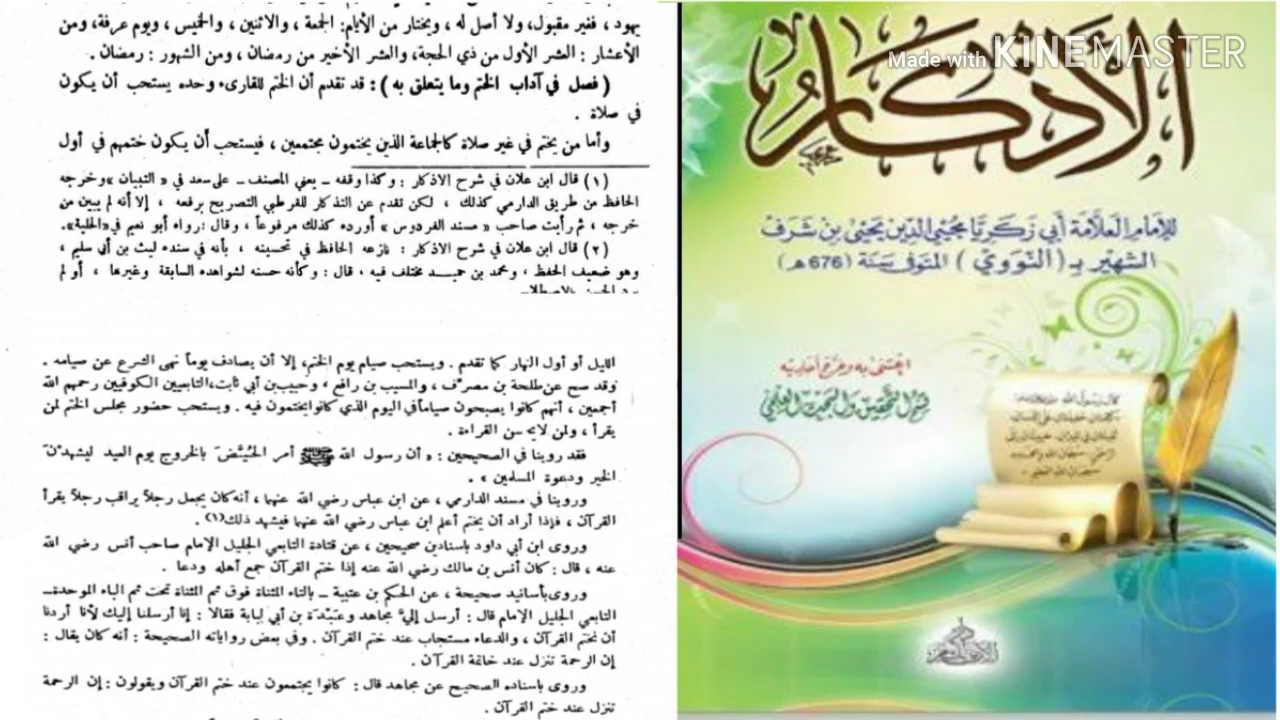 يهود ، فغير مقبول، ولا أصل له ، ويختار من الأيام: الجمعة ، والاثنين ، والخميس ، ويوم عرفة، ومن
الأعشار : العشر الأول من ذي الحجة، والعشر الأخير من رمضان ، ومن الشهور : رمضان .
( فصل في آداب الختم وما يتعلق به ) : قد تقدم أن الختم للقارىء وحده يستحب أن يكون
في صلاة .
وأما من يختم في غير صلاة كالجماعة الذين يختمون مجتمعين ، فيستحب أن يكون ختمهم في أول
(١) قال ابن علان في شرح الاذكار : وكذا وقفه ـ يعني المصنف ـ على سعد في « التبيان » وخرجه
الحافظ من طريق الدارمي كذلك ، لكن تقدم عن التذكار للقرطبي التصريح برفعه ، إلا أنه لم يبين من
خرجه ، ثم رأيت صاحب « مسند الفردوس » أورده كذلك مرفوعاً ، وقال : رواه أبو نعيم في «الحلية».
(٢) قال ابن علان في شرح الاذكار : نازعه الحافظ في تحسينه ، بأنه في سنده ليث بن أبي سليم ،
وهو ضعيف الحفظ ، ومحمد بن حميد مختلف فيه ، قال : وكأنه حسنه لشواهده السابقة وغيرها ، أو لم
الليل أو أول النهار كما تقدم . ويستحب صيام يوم الختم، إلا أن يصادف يوماً نهى الشرع عن صيامه .
وقد صح عن طلحة بن مصرّف ، والمسيب بن رافع ، وحبيب بن أبي ثابت، التابعيين الكوفيين رحمهم الله
أجمعين ، أنهم كانوا يصبحون صياماً في اليوم الذي كانوا يختمون فيه . ويستحب حضور مجلس الختم لمن
يقرأ ، ولمن لا يحسن القراءة .
فقد روينا في الصحيحين : « أن رسول الله ﷺ أمر الحُيَّض بالخروج يوم العيد ليشهدْنَ
الخير ودعوة المسلمين » .
وروينا في مسند الدارمي ، عن ابن عباس رضي الله عنهما ، أنه كان يجعل رجلاً يراقب رجلاً يقرأ
القرآن ، فإذا أراد أن يختم أعلم ابن عباس رضي الله عنهما فيشهد ذلك(١) .
وروى ابن أبي داود باسنادين صحيحين ، عن قتادة التابعي الجليل الإمام صاحب أنس رضي الله
عنه ، قال : كان أنس بن مالك رضي الله عنه إذا ختم القرآن جمع أهله ودعا .
وروى بأسانيد صحيحة ، عن الحكم بن عتيبة ـ بالتاء المثناة فوق ثم المثناة تحت ثم الباء الموحدة ـ
التابعي الجليل الإمام قال : أرسل إليَّ مجاهد وعَبْدَة بن أبي لبابة فقالا : إنا أرسلنا إليك لأنا أردنا
أن نختم القرآن ، والدعاء مستجاب عند ختم القرآن . وفي بعض رواياته الصحيحة : أنه كان يقال :
إن الرحمة تنزل عند خاتمة القرآن .
وروى باسناده الصحيح عن مجاهد قال : كانوا يجتمعون عند ختم القرآن ويقولون : إن الرحمة
تنزل عند ختم القرآن .
Made with KINEMASTER
الأذكار
للإمام العلامة أبي زكريا محيي الدين يحيى بن شرف
الشهير بـ ( النووي ) المتوفى سنة (676 هـ)
اعتنى به وخرج أحاديثه
قسم التحقيق والبحث العلمي